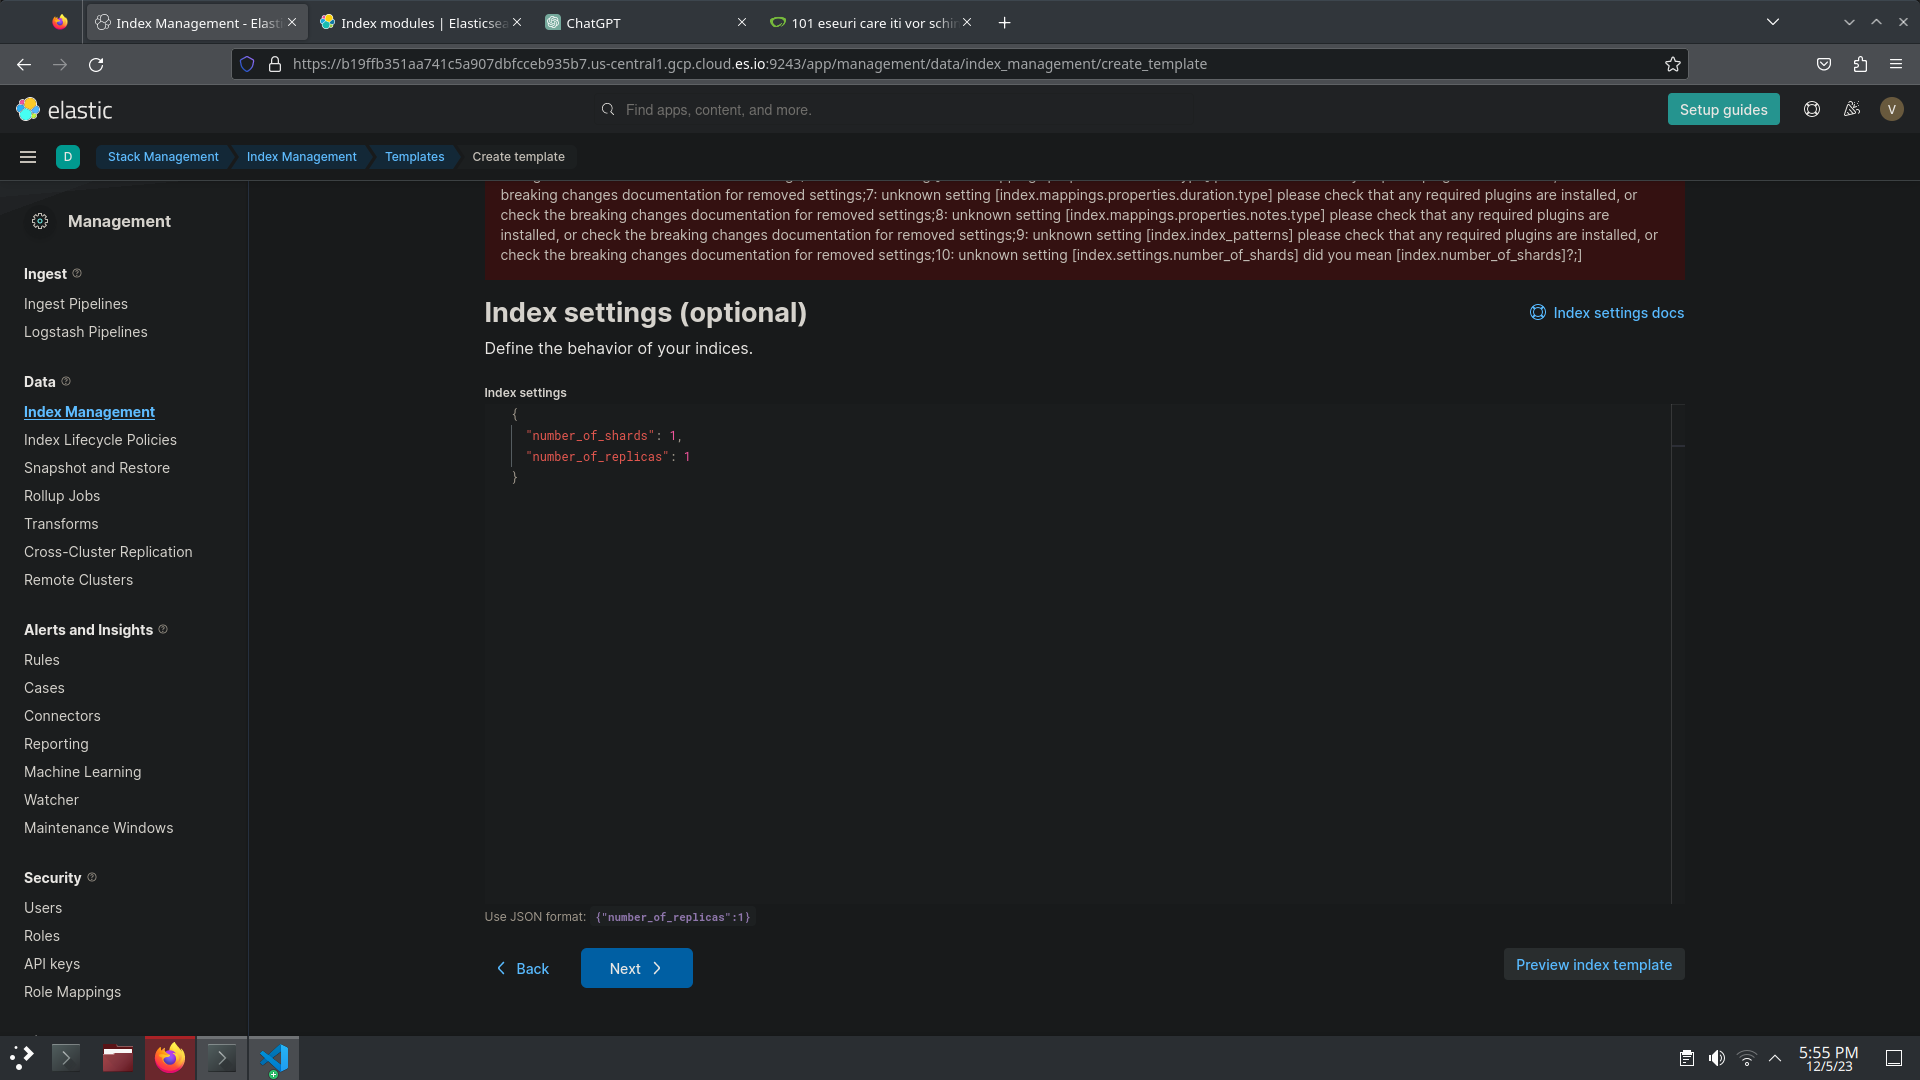 Index Management - Elasti
Index modules | Elasticsea
ChatGPT
101 eseuri care iti vor schi
https://b19ffb351aa741c5a907dbfcceb935b7.us-central1.gcp.cloud.es.io:9243/app/management/data/index_management/create_template
elastic
Find apps, content, and more.
Setup guides
V
D
Stack Management
Index Management
Templates
Create template
Management
Ingest
Ingest Pipelines
Logstash Pipelines
Data
Index Management
Index Lifecycle Policies
Snapshot and Restore
Rollup Jobs
Transforms
Cross-Cluster Replication
Remote Clusters
Alerts and Insights
Rules
Cases
Connectors
Reporting
Machine Learning
Watcher
Maintenance Windows
Security
Users
Roles
API keys
Role Mappings
breaking changes documentation for removed settings;7: unknown setting [index.mappings.properties.duration.type] please check that any required plugins are installed, or
check the breaking changes documentation for removed settings;8: unknown setting [index.mappings.properties.notes.type] please check that any required plugins are
installed, or check the breaking changes documentation for removed settings;9: unknown setting [index.index_patterns] please check that any required plugins are installed, or
check the breaking changes documentation for removed settings;10: unknown setting [index.settings.number_of_shards] did you mean [index.number_of_shards]?;]
Index settings (optional)
Index settings docs
Define the behavior of your indices.
Index settings
{
"number_of_shards": 1,
"number_of_replicas": 1
}
Use JSON format: {"number_of_replicas":1}
Back
Next
Preview index template
5:55 PM
12/5/23